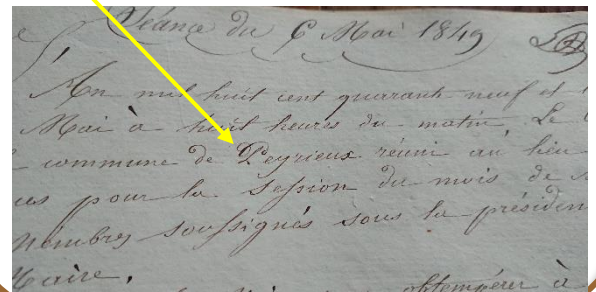 Séance du 6 Mai 1849
An mil huit cent quarante neuf et
Mai à huit heures du matin, Le
commune de Peyrieux réuni au lieu
pour la session du mois de
membres soussignés sous la présiden
Maire.
obtempérer à